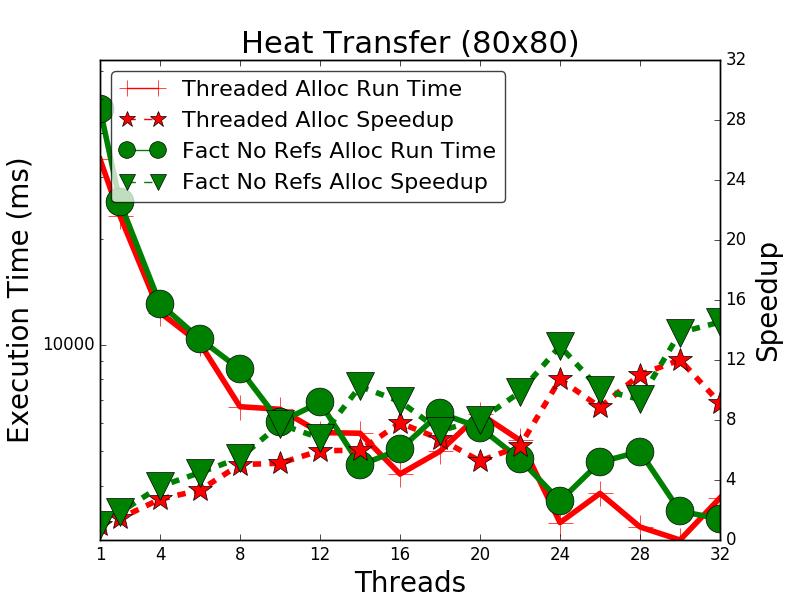 Heat Transfer (80x80)
Threaded Alloc Run Time
Threaded Alloc Speedup
Fact No Refs Alloc Run Time
Fact No Refs Alloc Speedup
Execution Time (ms)
10000
Speedup
32
28
24
20
16
12
8
4
0
1 4 8 12 16 20 24 28 32
Threads